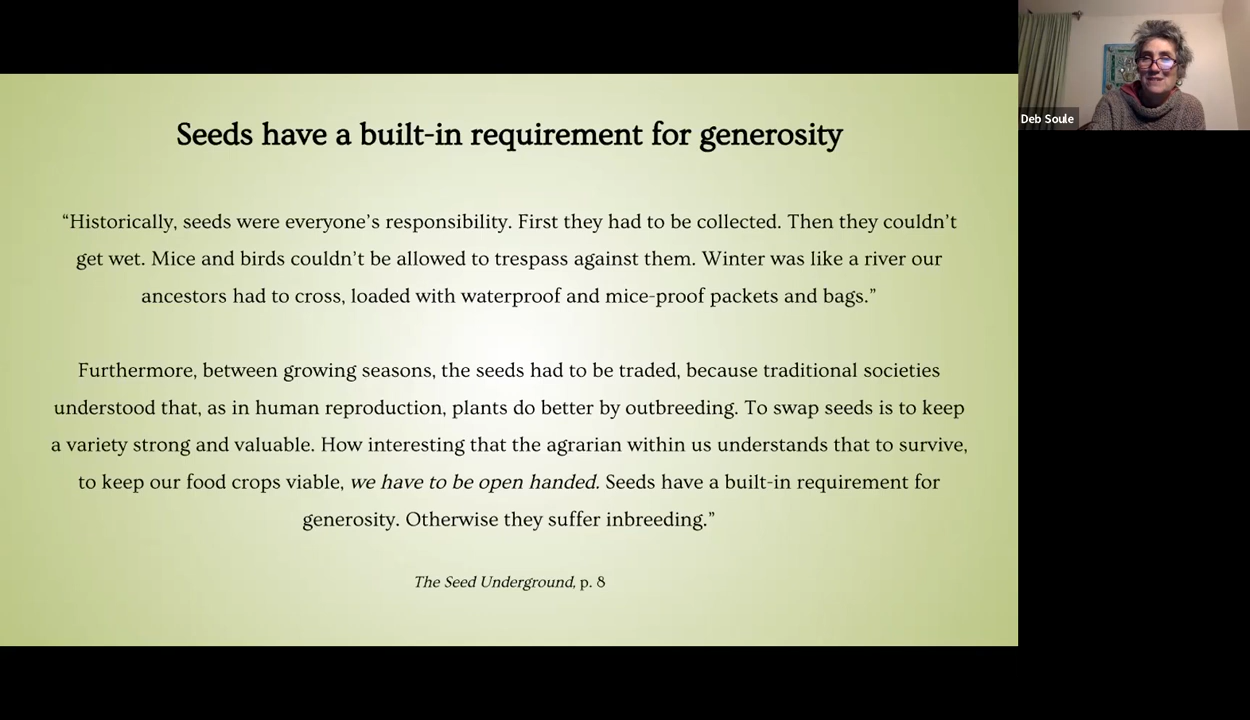 Seeds have a built-in requirement for generosity
“Historically, seeds were everyone’s responsibility. First they had to be collected. Then they couldn’t
get wet. Mice and birds couldn’t be allowed to trespass against them. Winter was like a river our
ancestors had to cross, loaded with waterproof and mice-proof packets and bags.”
Furthermore, between growing seasons, the seeds had to be traded, because traditional societies
understood that, as in human reproduction, plants do better by outbreeding. To swap seeds is to keep
a variety strong and valuable. How interesting that the agrarian within us understands that to survive,
to keep our food crops viable, we have to be open handed. Seeds have a built-in requirement for
generosity. Otherwise they suffer inbreeding.”
The Seed Underground, p. 8
Deb Soule